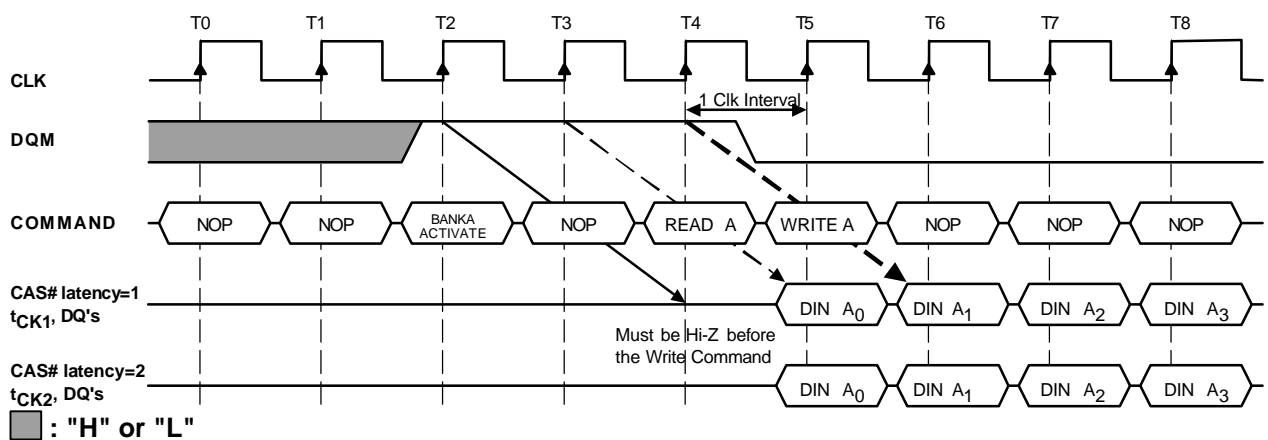 T0 T1 T2 T3 T4 T5 T6 T7 T8
CLK
1 Clk Interval
DQM
COMMAND NOP NOP BANKA ACTIVATE NOP READ A WRITE A NOP NOP NOP
CAS# latency=1
tCK1, DQ's
DIN A0 DIN A1 DIN A2 DIN A3
Must be Hi-Z before
the Write Command
CAS# latency=2
tCK2, DQ's
DIN A0 DIN A1 DIN A2 DIN A3
: "H" or "L"